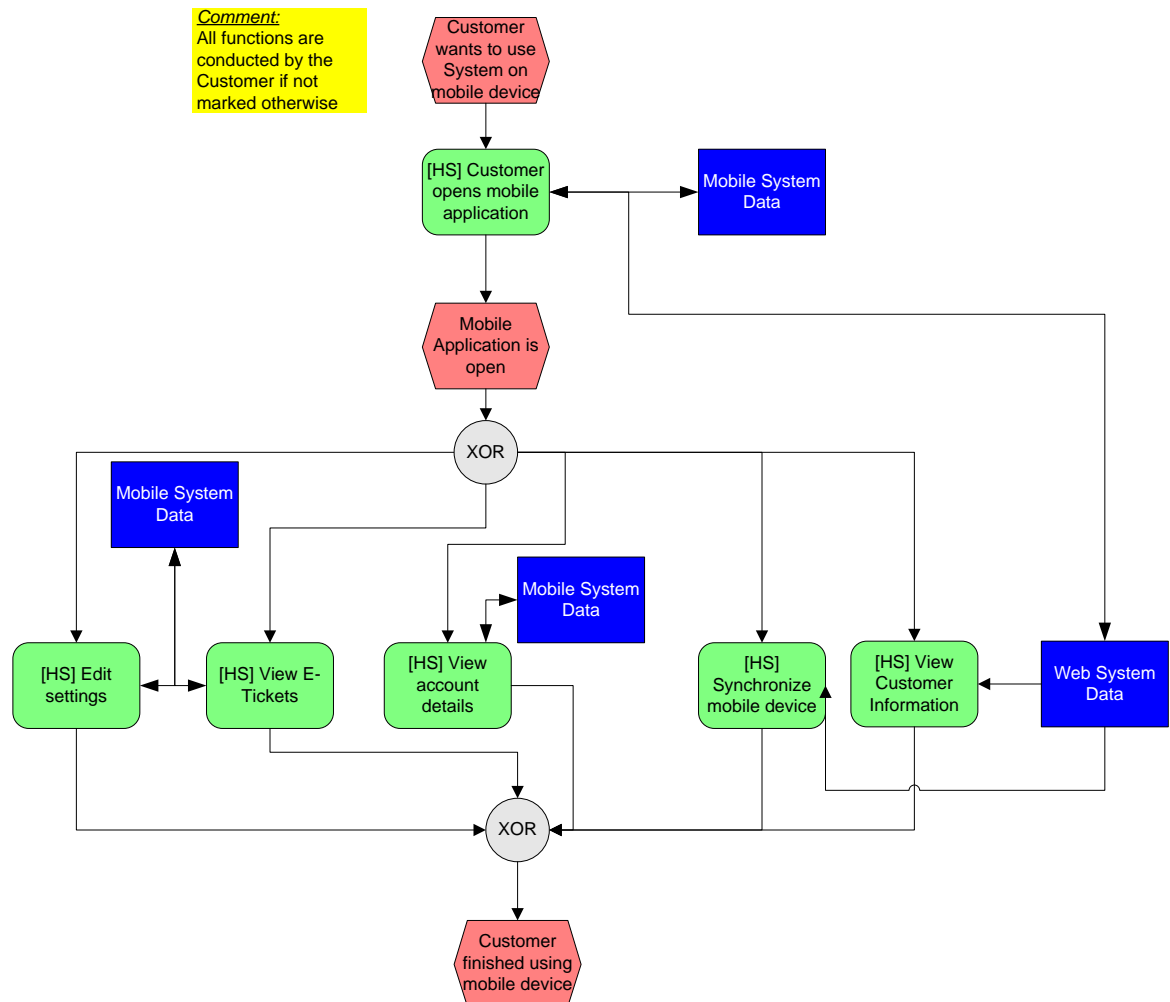 Comment:
All functions are
conducted by the
Customer if not
marked otherwise
Customer
wants to use
System on
mobile device
[HS] Customer
opens mobile
application
Mobile System
Data
Mobile
Application is
open
XOR
Mobile System
Data
Mobile System
Data
[HS] Edit
settings
[HS] View E-
Tickets
[HS] View
account
details
[HS]
Synchronize
mobile device
[HS] View
Customer
Information
Web System
Data
XOR
Customer
finished using
mobile device